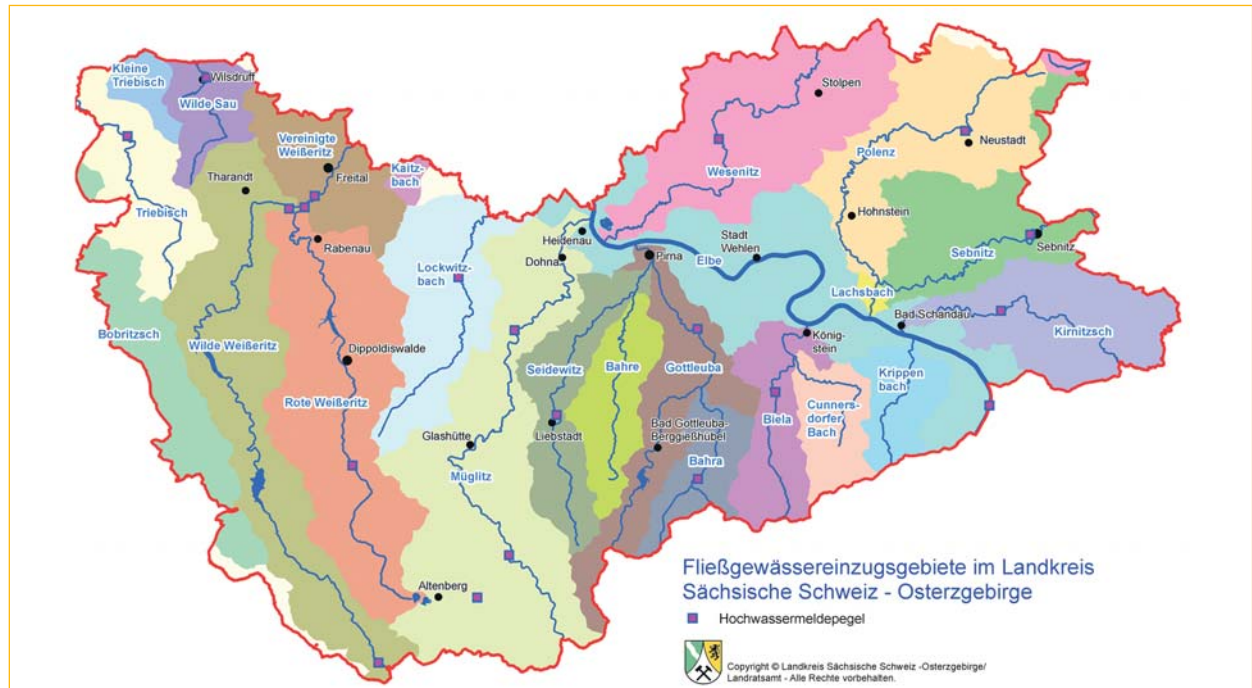 Kleine
Triebisch
Wilsdruff
Wilde Sau
Vereinigte
Weißeritz
Freital
Tharandt
Kaitz-
bach
Triebisch
Rabenau
Lockwitz-
bach
Bobritzsch
Wilde Weißeritz
Dippoldiswalde
Rote Weißeritz
Glashütte
Müglitz
Altenberg
Heidenau
Dohna
Pirna
Elbe
Stadt
Wehlen
Stolpen
Wesenitz
Polenz
Neustadt
Hohnstein
Sebnitz
Sebnitz
Lachsbach
Bad Schandau
Kirnitzsch
König-
stein
Krippen
bach
Seidewitz
Bahre
Gottleuba
Liebstadt
Bad Gottleuba-
Berggießhübel
Bahra
Biela
Cunners-
dorfer
Bach
Fließgewässereinzugsgebiete im Landkreis
Sächsische Schweiz - Osterzgebirge
Hochwassermeldepegel
Copyright © Landkreis Sächsische Schweiz -Osterzgebirge/
Landratsamt - Alle Rechte vorbehalten.